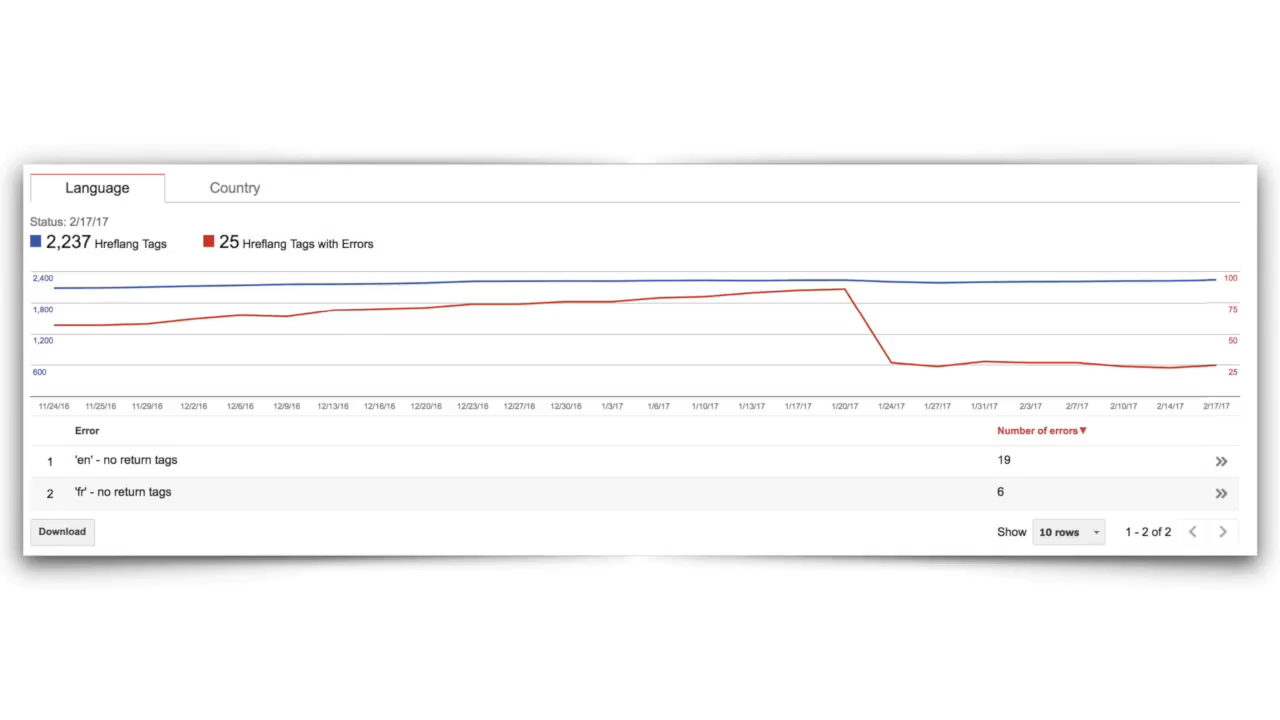 Language Country
Status: 2/17/17
2,237 Hreflang Tags 25 Hreflang Tags with Errors
2,400 100
1,800 75
1,200 50
600 25
11/24/16 11/25/16 11/29/16 12/2/16 12/6/16 12/9/16 12/13/16 12/16/16 12/20/16 12/23/16 12/27/16 12/30/16 1/3/17 1/6/17 1/10/17 1/13/17 1/17/17 1/20/17 1/24/17 1/27/17 1/31/17 2/3/17 2/7/17 2/10/17 2/14/17 2/17/17
Error Number of errors▼
1 'en' - no return tags 19 »
2 'fr' - no return tags 6 »
Download Show 10 rows 1 - 2 of 2